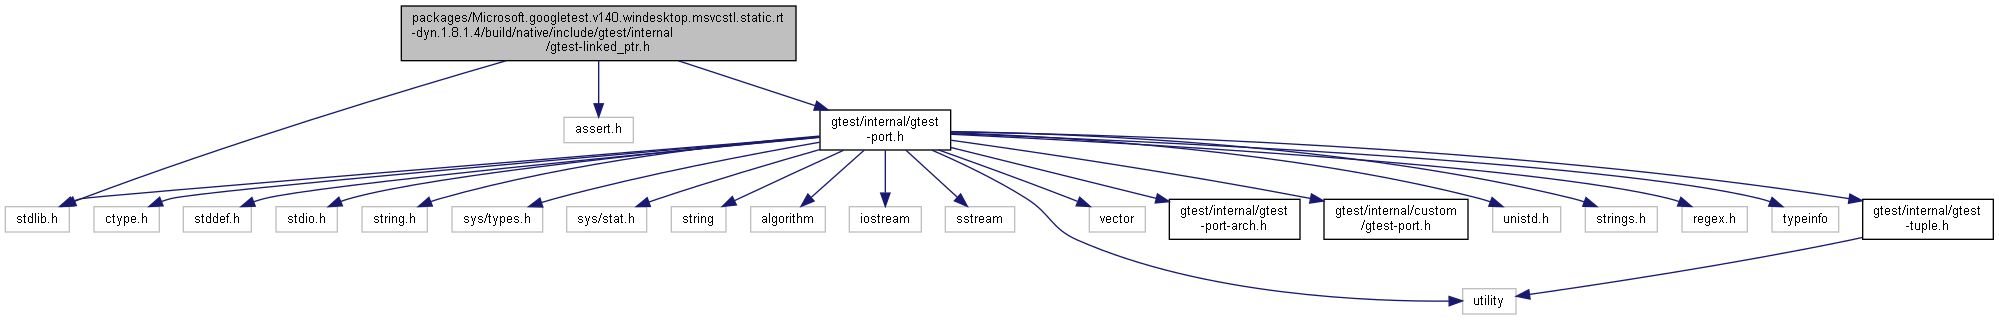 packages/Microsoft.googletest.v140.windesktop.msvcstl.static.rt
-dyn.1.8.1.4/build/native/include/gtest/internal
/gtest-linked_ptr.h
assert.h
gtest/internal/gtest
-port.h
stdlib.h
ctype.h
stddef.h
stdio.h
string.h
sys/types.h
sys/stat.h
string
algorithm
iostream
sstream
vector
gtest/internal/gtest
-port-arch.h
gtest/internal/custom
/gtest-port.h
unistd.h
strings.h
regex.h
typeinfo
gtest/internal/gtest
-tuple.h
utility